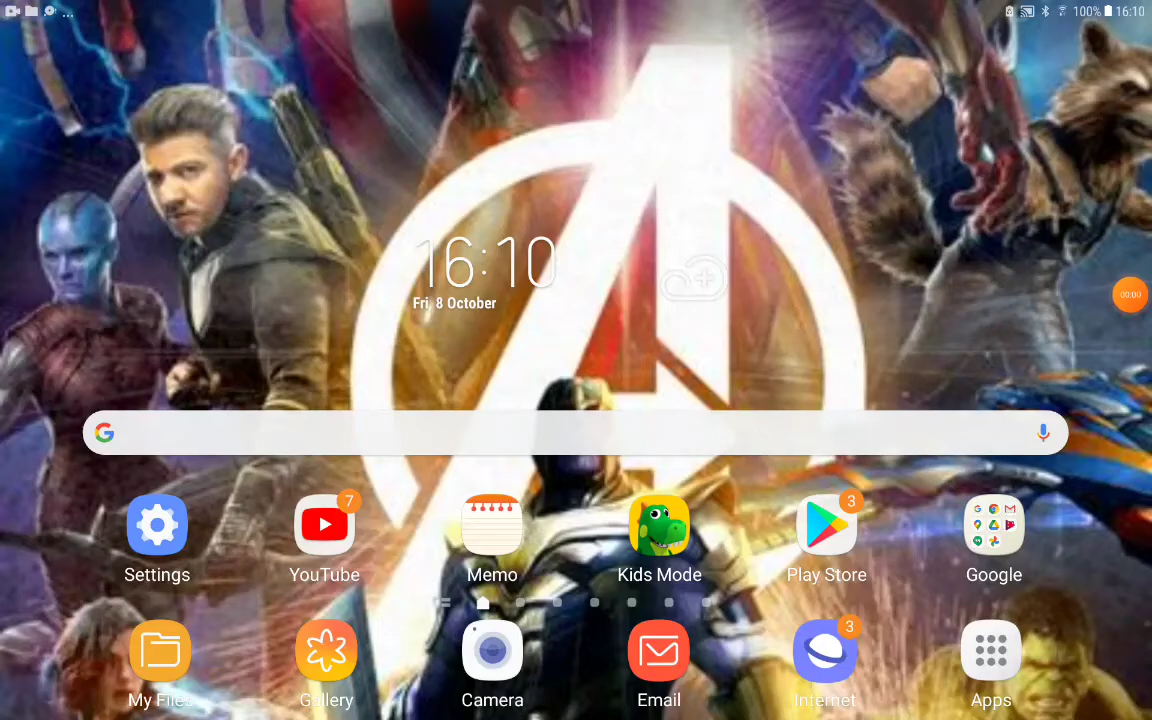 ... 100% 16:10
16:10
Fri, 8 October
00:00
7
3
Settings YouTube Memo Kids Mode Play Store Google
3
My Files Gallery Camera Email Internet Apps